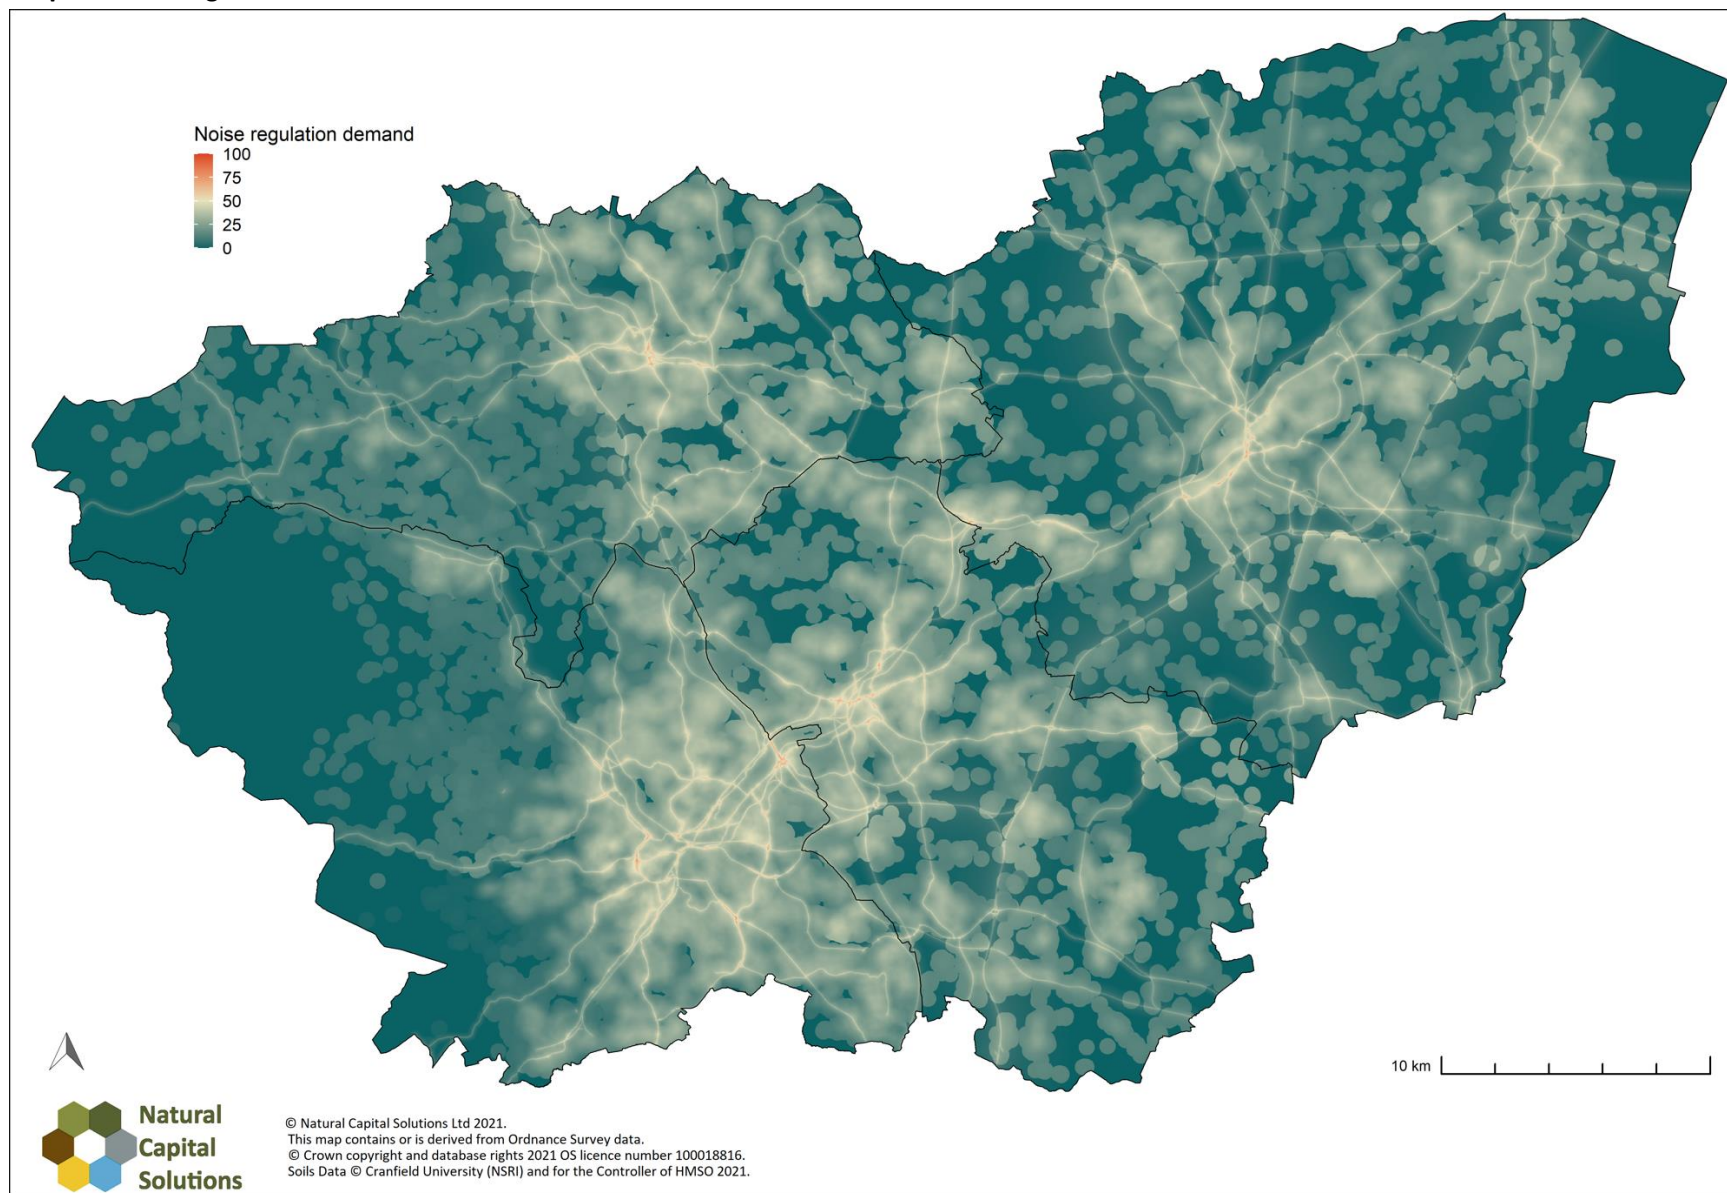 Noise regulation demand
100
75
50
25
0
10 km
Natural
Capital
Solutions
© Natural Capital Solutions Ltd 2021.
This map contains or is derived from Ordnance Survey data.
© Crown copyright and database rights 2021 OS licence number 100018816.
Soils Data © Cranfield University (NSRI) and for the Controller of HMSO 2021.